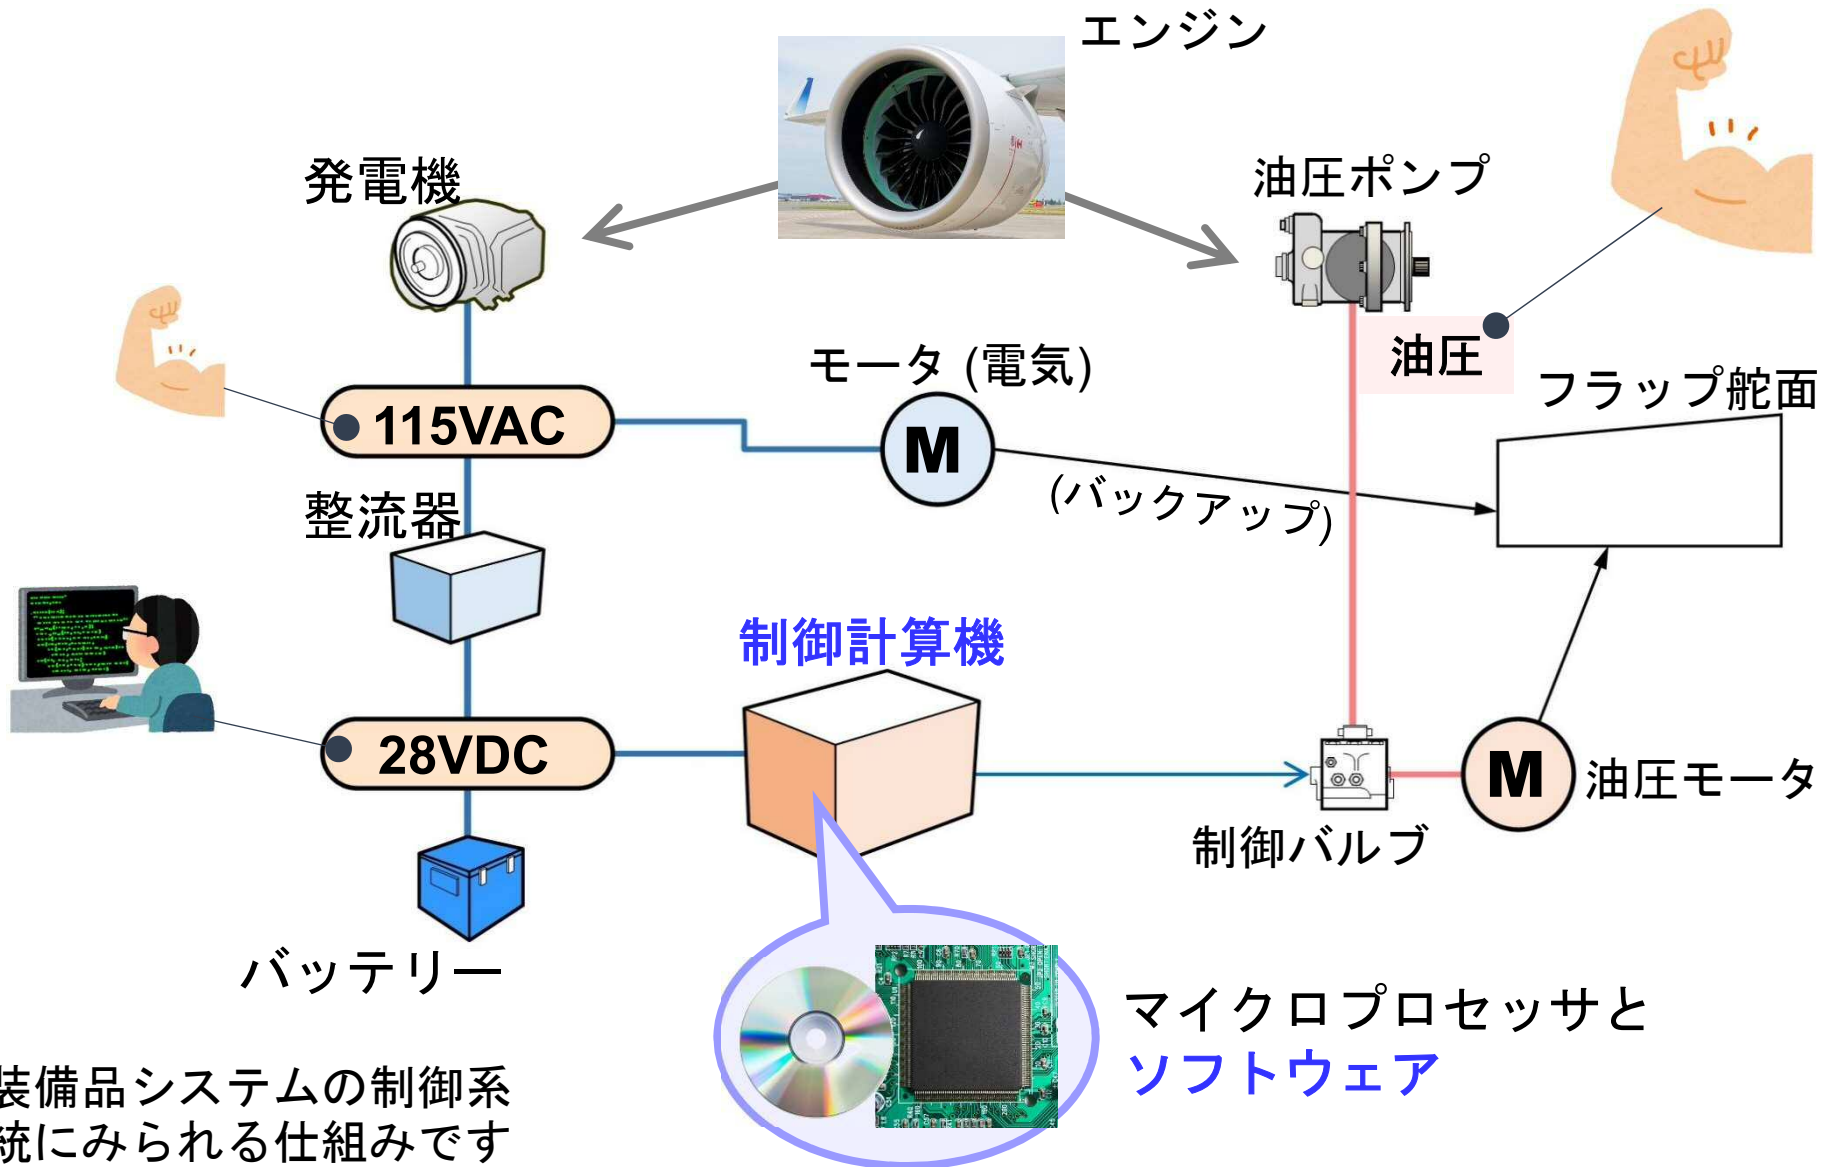 エンジン
発電機
油圧ポンプ
油圧
モータ (電気)
フラップ舵面
115VAC
M
(バックアップ)
整流器
制御計算機
28VDC
M
油圧モータ
制御バルブ
バッテリー
マイクロプロセッサと
ソフトウェア
装備品システムの制御系
統にみられる仕組みです